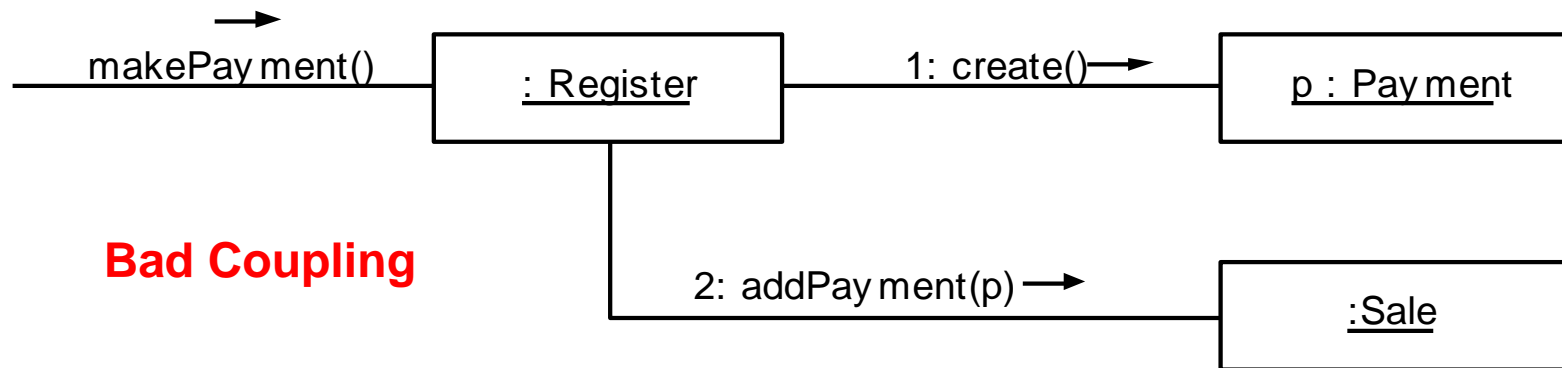 makePayment()
: Register
1: create()
p : Payment
Bad Coupling
2: addPayment(p)
:Sale